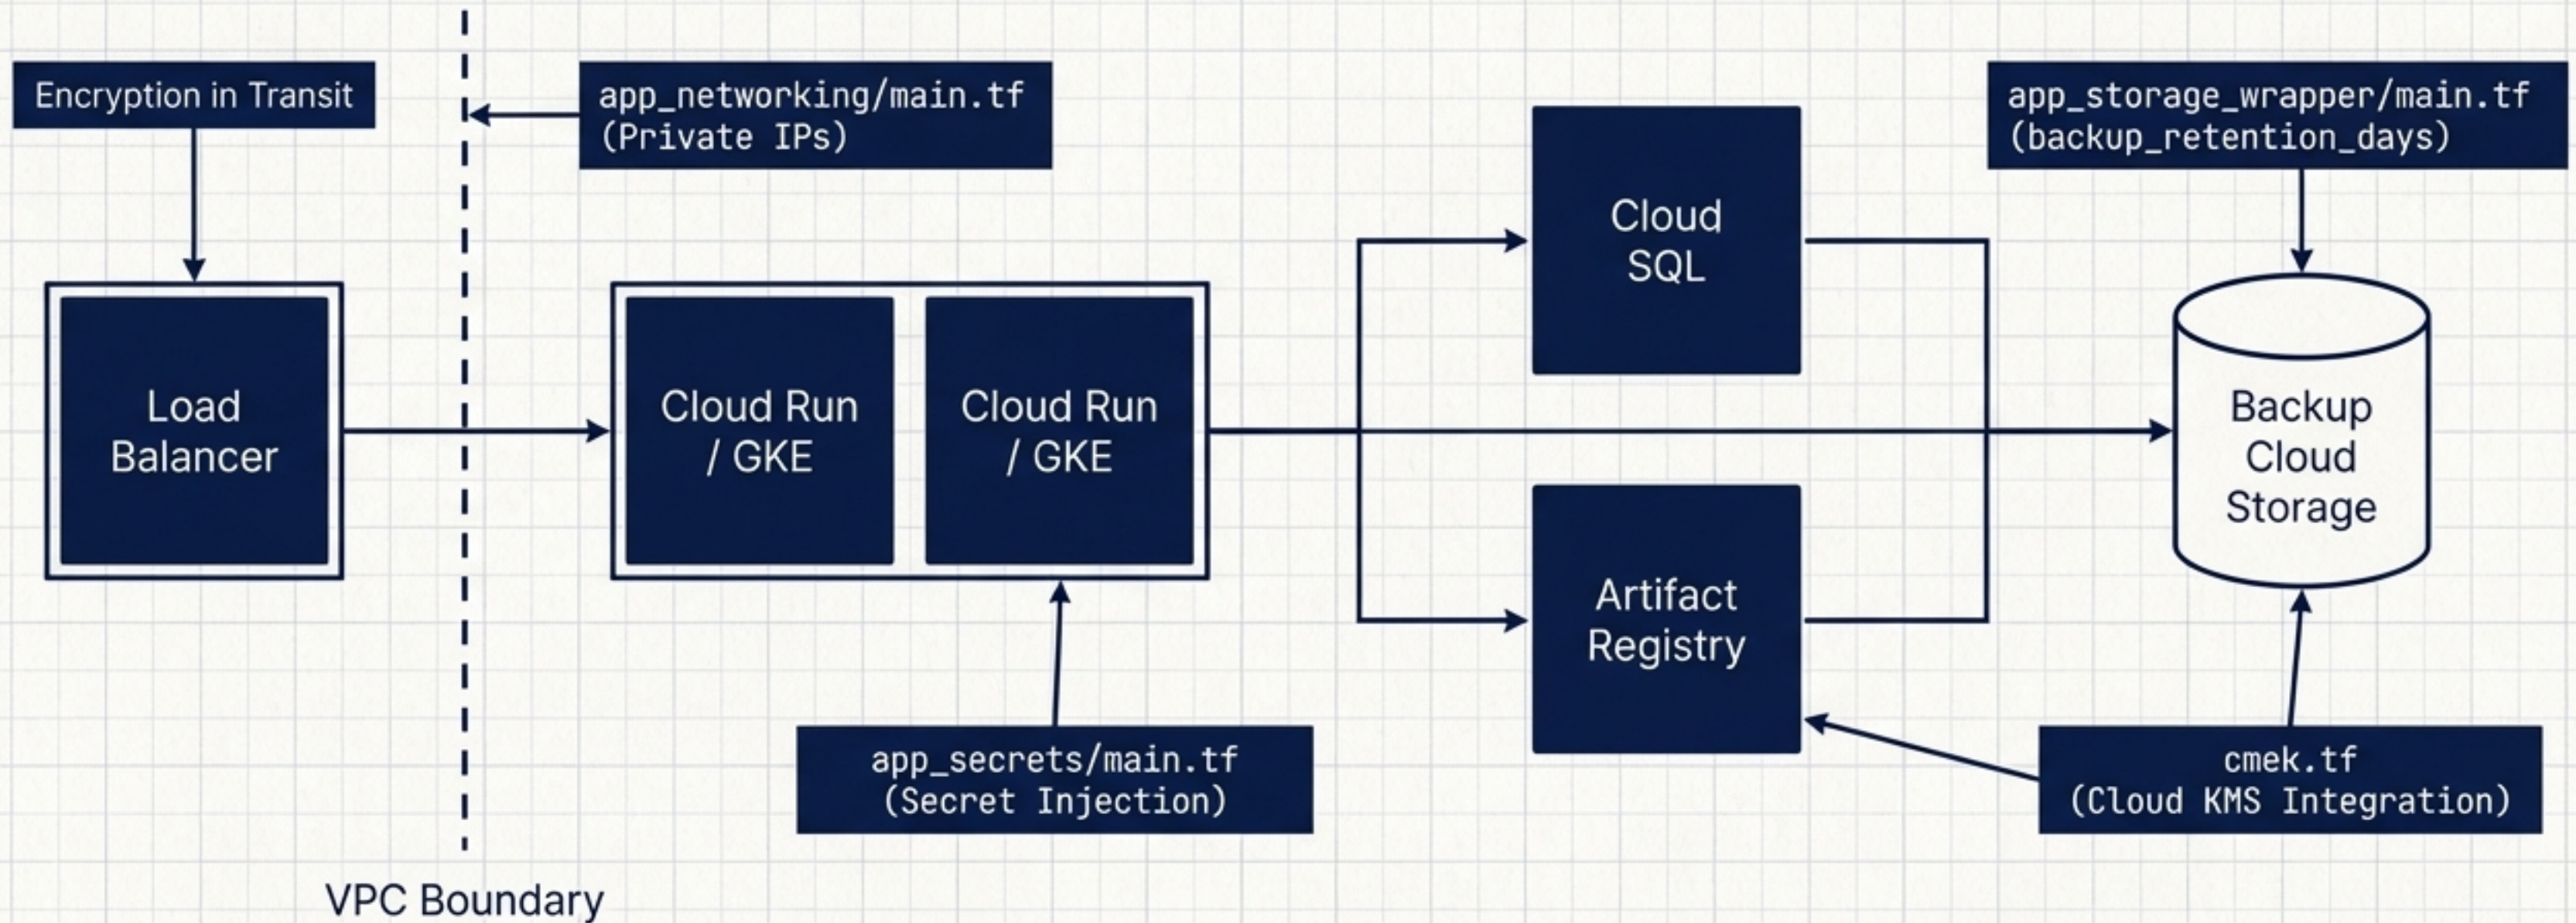 Encryption in Transit
app_networking/main.tf
(Private IPs)
app_storage_wrapper/main.tf
(backup_retention_days)
Load
Balancer
Cloud Run
/ GKE
Cloud Run
/ GKE
Cloud
SQL
Artifact
Registry
Backup
Cloud
Storage
app_secrets/main.tf
(Secret Injection)
cmek.tf
(Cloud KMS Integration)
VPC Boundary